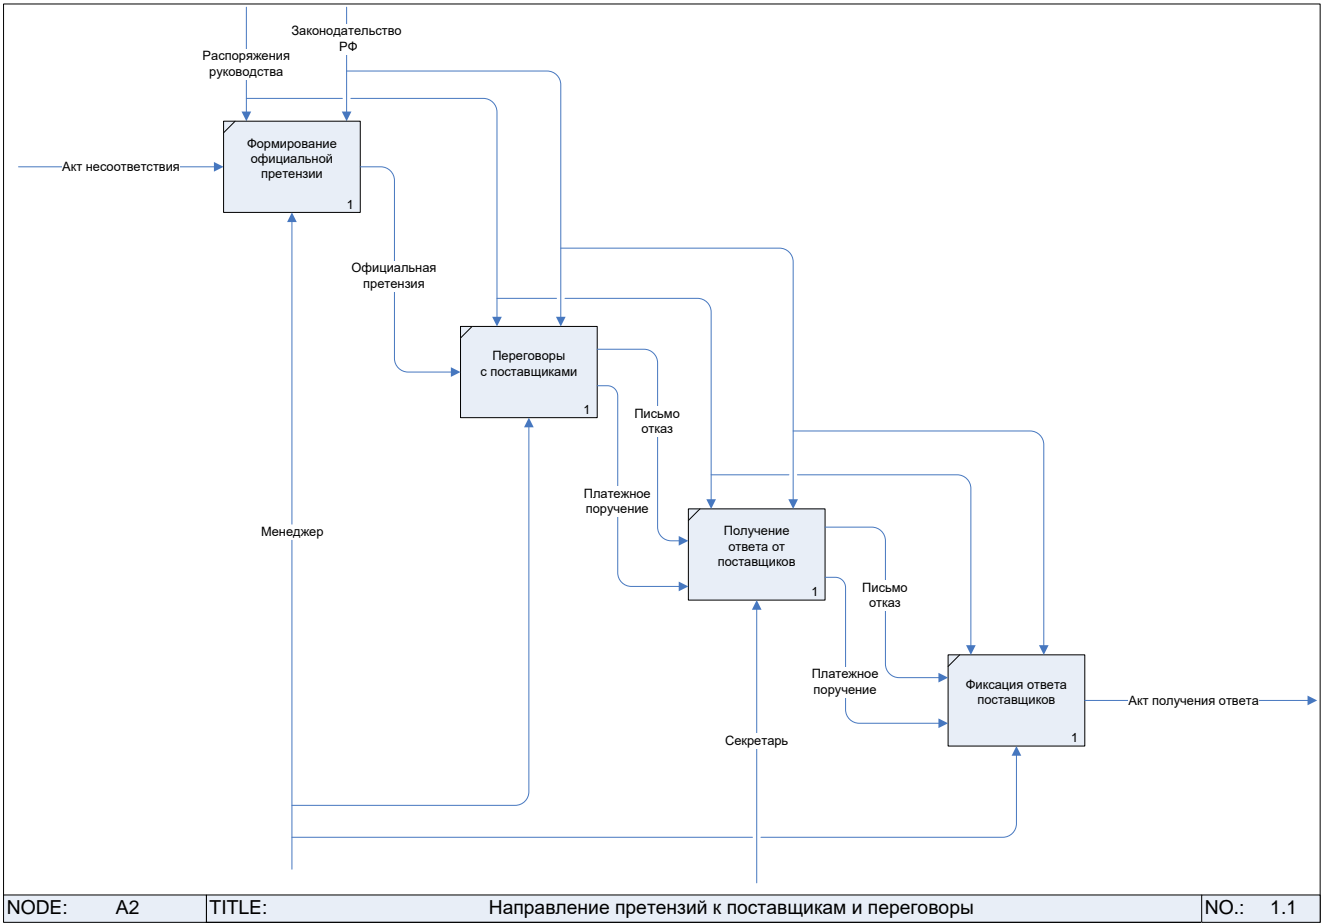 Законодательство
РФ
Распоряжения
руководства
Формирование
официальной
претензии
1
Акт несоответствия
Официальная
претензия
Переговоры
с поставщиками
1
Письмо
отказ
Платежное
поручение
Менеджер
Получение
ответа от
поставщиков
1
Письмо
отказ
Платежное
поручение
Фиксация ответа
поставщиков
1
Акт получения ответа
Секретарь
NODE: A2 TITLE: Направление претензий к поставщикам и переговоры NO.: 1.1